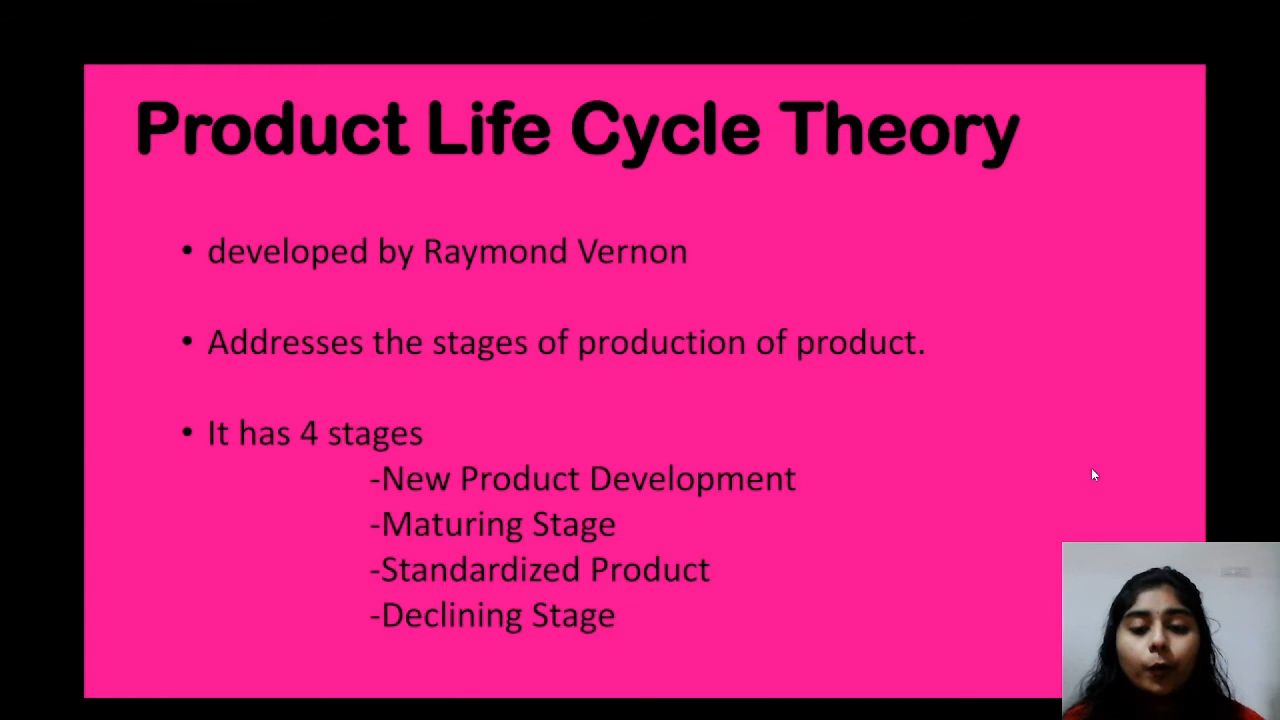 Product Life Cycle Theory
• developed by Raymond Vernon
• Addresses the stages of production of product.
• It has 4 stages
-New Product Development
-Maturing Stage
-Standardized Product
-Declining Stage